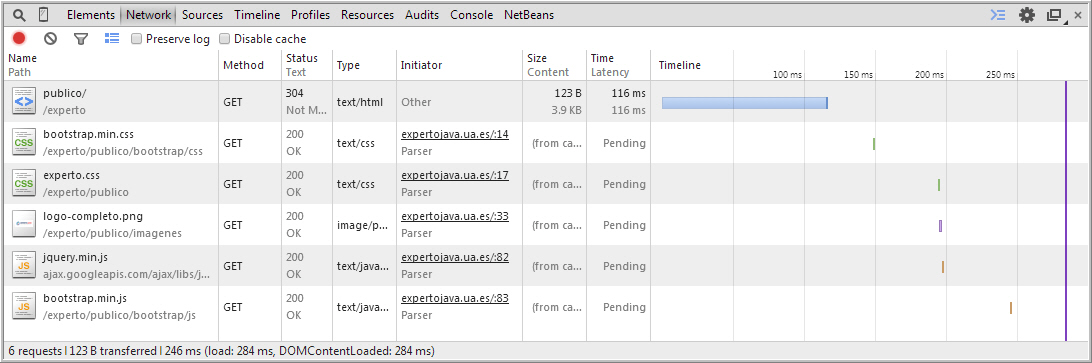 Elements Network Sources Timeline Profiles Resources Audits Console NetBeans
Preserve log Disable cache
Name Path Method Status Text Type Initiator Size Content Time Latency Timeline 100 ms 150 ms 200 ms 250 ms
publico/ GET 304 text/html Other 123 B 116 ms
/experto Not M... 3.9 KB 116 ms
bootstrap.min.css GET 200 text/css expertojava.ua.es/:14 (from ca... Pending
/experto/publico/bootstrap/css OK Parser
experto.css GET 200 text/css expertojava.ua.es/:17 (from ca... Pending
/experto/publico OK Parser
logo-completo.png GET 200 image/p... expertojava.ua.es/:33 (from ca... Pending
/experto/publico/imagenes OK Parser
jquery.min.js GET 200 text/java... expertojava.ua.es/:82 (from ca... Pending
ajax.googleapis.com/ajax/libs/j... OK Parser
bootstrap.min.js GET 200 text/java... expertojava.ua.es/:83 (from ca... Pending
/experto/publico/bootstrap/js OK Parser
6 requests | 123 B transferred | 246 ms (load: 284 ms, DOMContentLoaded: 284 ms)